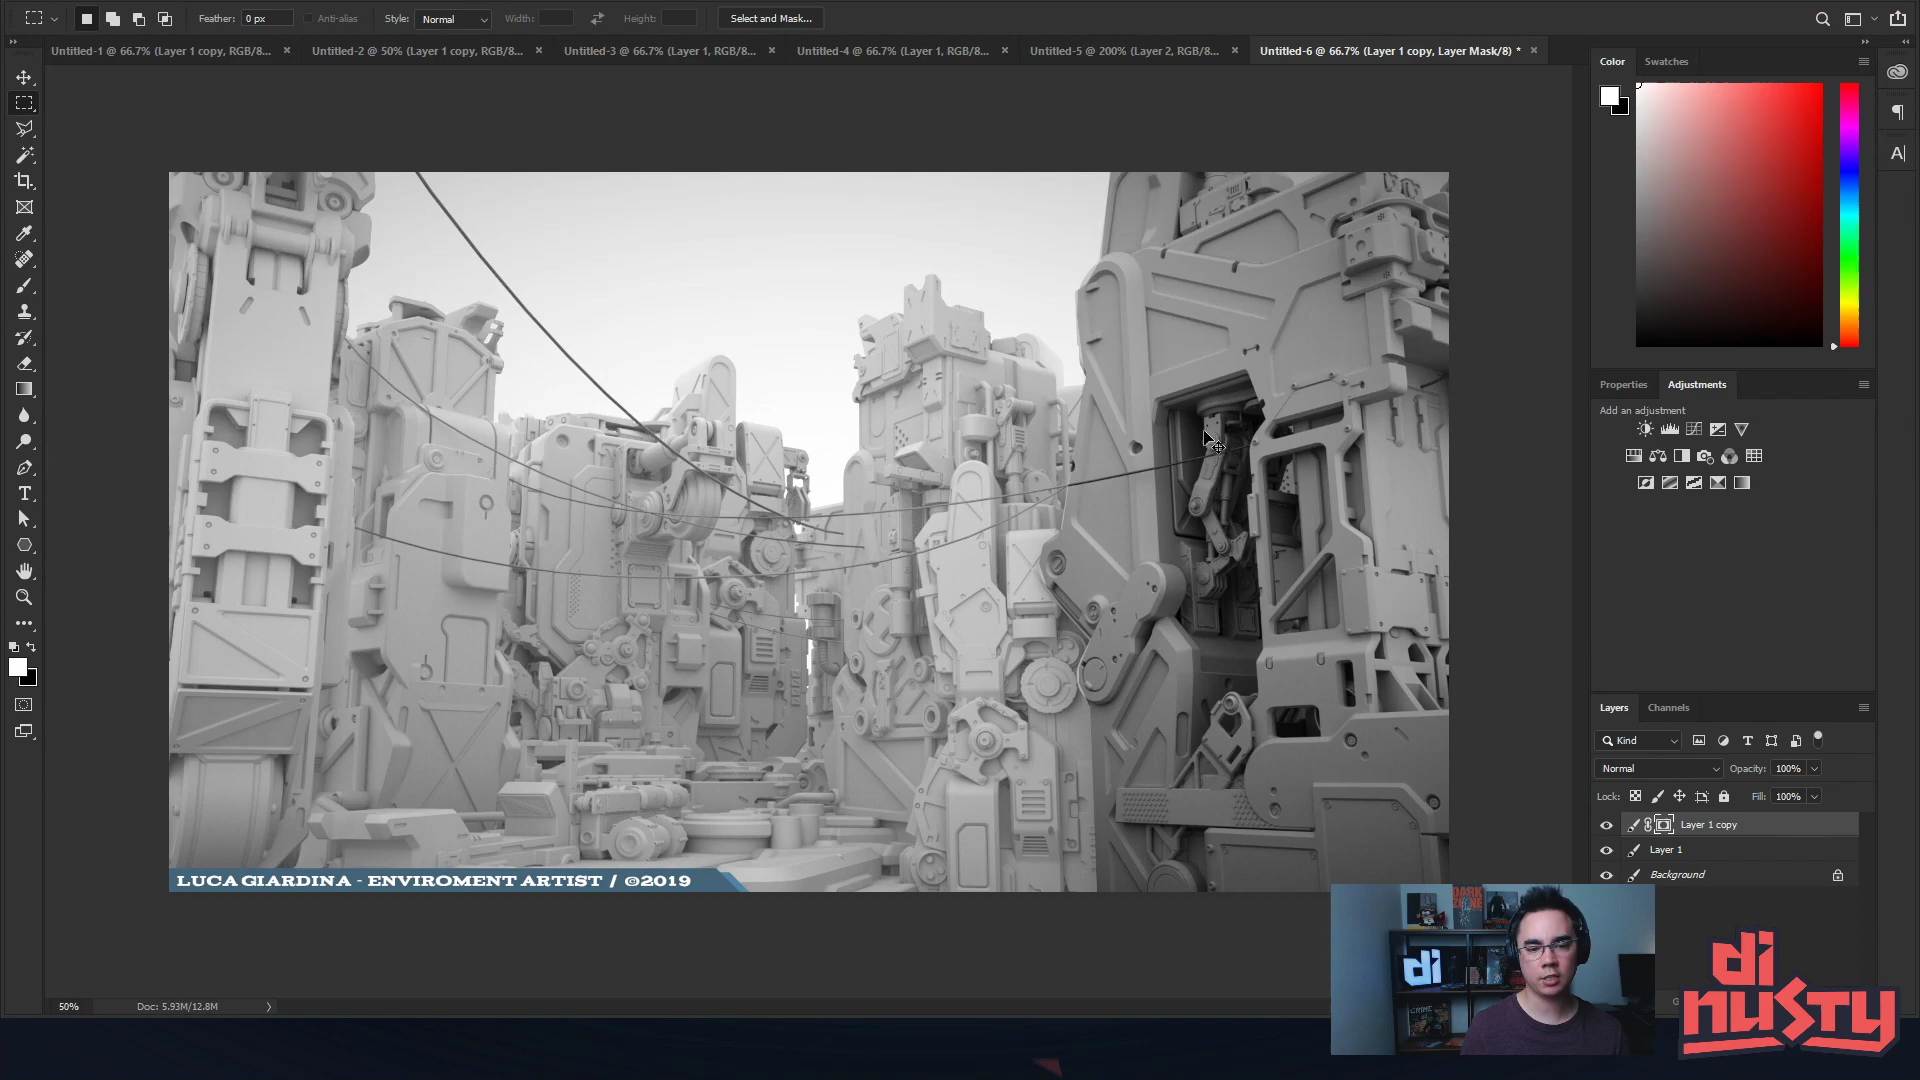 Feather: 0 px Anti-alias Style: Normal Width: Height: Select and Mask...
Untitled-1 @ 66.7% (Layer 1 copy, RGB/8... Untitled-2 @ 50% (Layer 1 copy, RGB/8... Untitled-3 @ 66.7% (Layer 1, RGB/8... Untitled-4 @ 66.7% (Layer 1, RGB/8... Untitled-5 @ 200% (Layer 2, RGB/8... Untitled-6 @ 66.7% (Layer 1 copy, Layer Mask/8) *
Color Swatches
Properties Adjustments
Add an adjustment
Layers Channels
Kind
Normal Opacity: 100%
Lock: Fill: 100%
Layer 1 copy
Layer 1
Background
LUCA GIARDINA - ENVIROMENT ARTIST / ©2019
50% Doc: 5.93M/12.8M
DARK
ZONE
di
CRIME
di
nusty